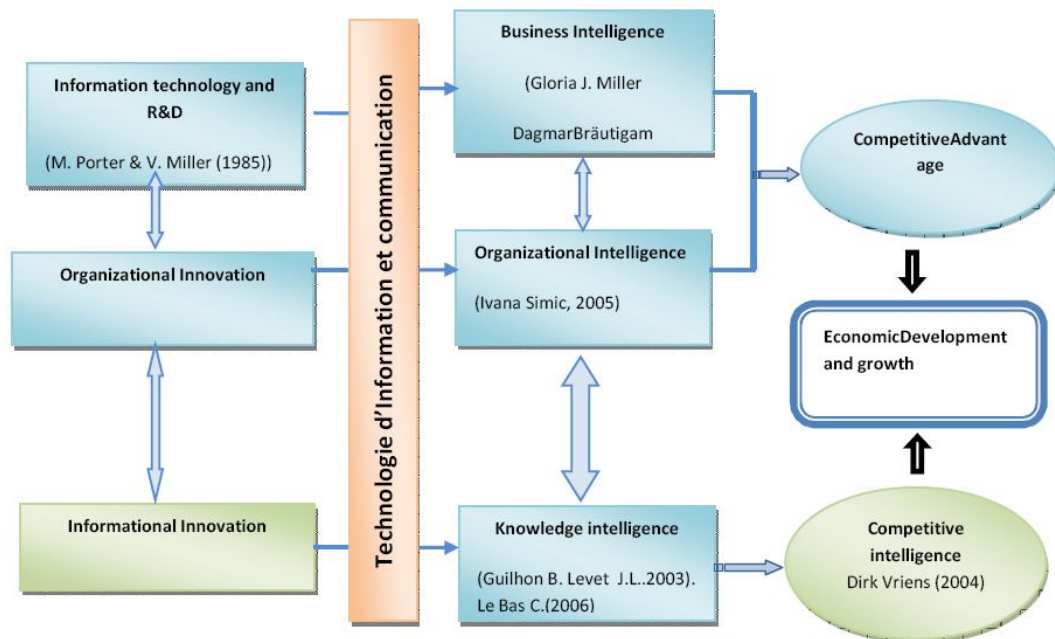 Information technology and
R&D
(M. Porter & V. Miller (1985))
Organizational Innovation
Informational Innovation
Technologie d'Information et communication
Business Intelligence
(Gloria J. Miller
DagmarBräutigam
Organizational Intelligence
(Ivana Simic, 2005)
Knowledge intelligence
(Guilhon B. Levet J.L..2003).
Le Bas C.(2006)
CompetitiveAdvant
age
EconomicDevelopment
and growth
Competitive
intelligence
Dirk Vriens (2004)